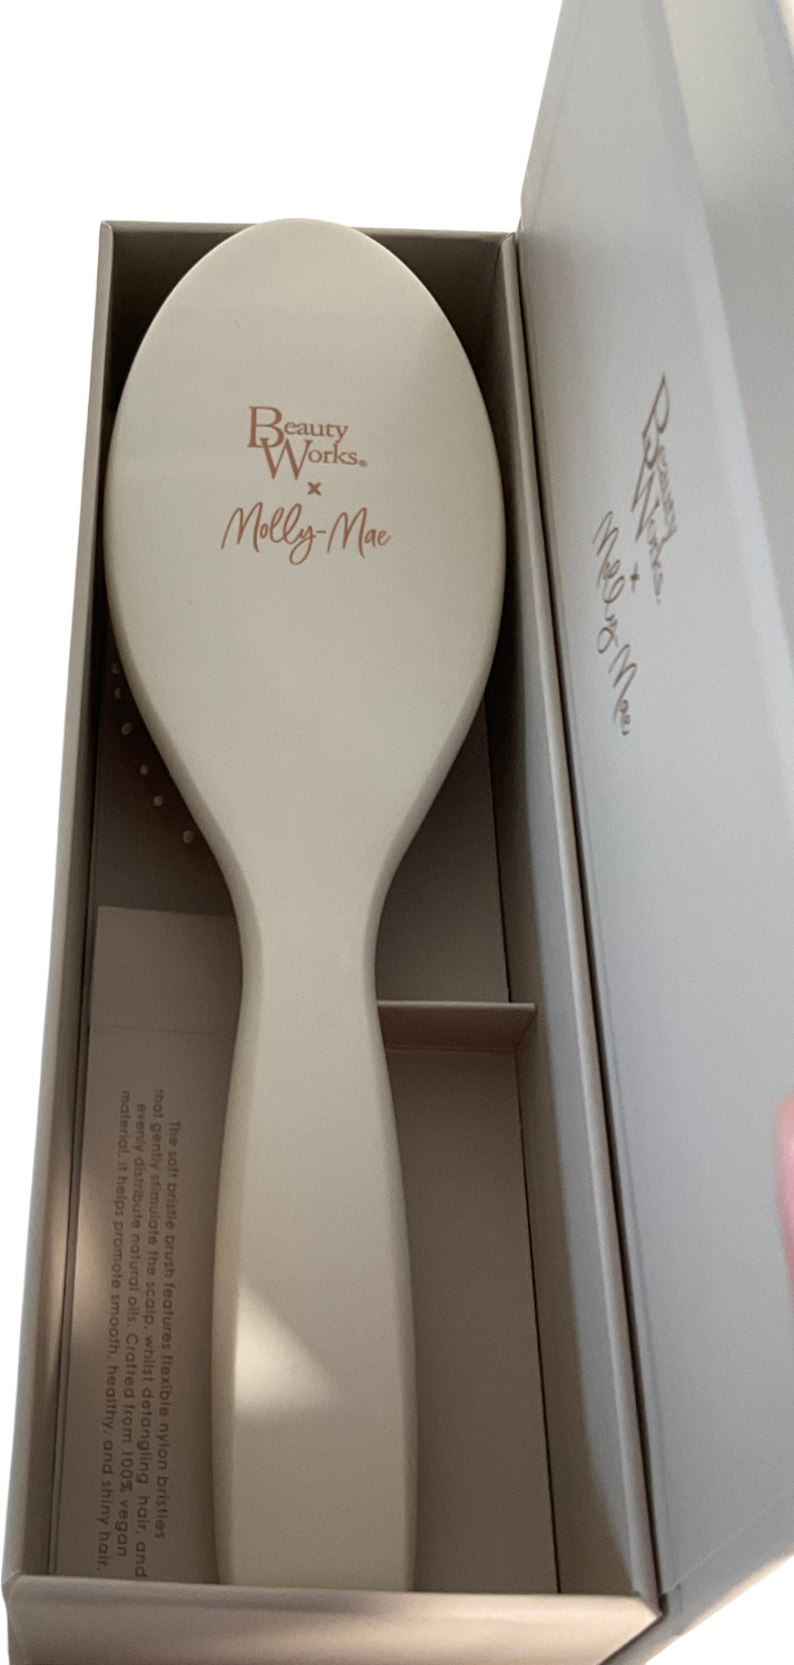 Beauty
Works®
x
Molly-Mae
Beauty
Works.
x
Molly-Mae
The soft bristle brush features flexible nylon bristles
that gently stimulate the scalp, whilst detangling hair, and
evenly distribute natural oils. Crafted from 100% vegan
material, it helps promote smooth, healthy, and shiny hair.